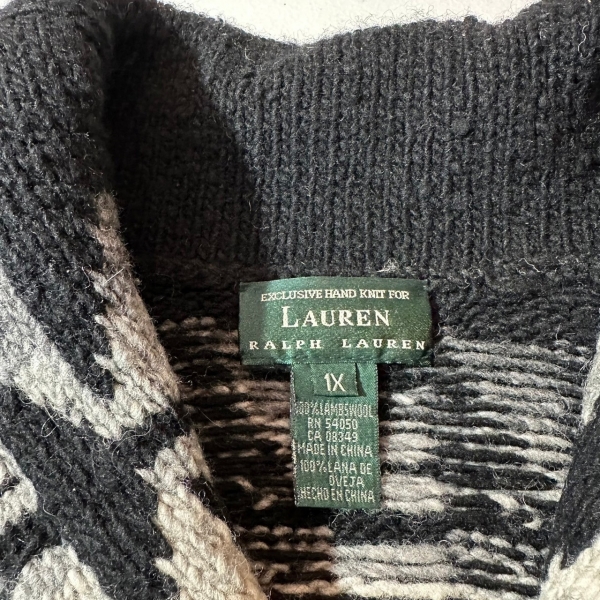 EXCLUSIVE HAND KNIT FOR
LAUREN
RALPH LAUREN
1X
100% LAMBSWOOL
RN 54050
CA 08349
MADE IN CHINA
100% LANA DE
OVEJA
HECHO EN CHINA